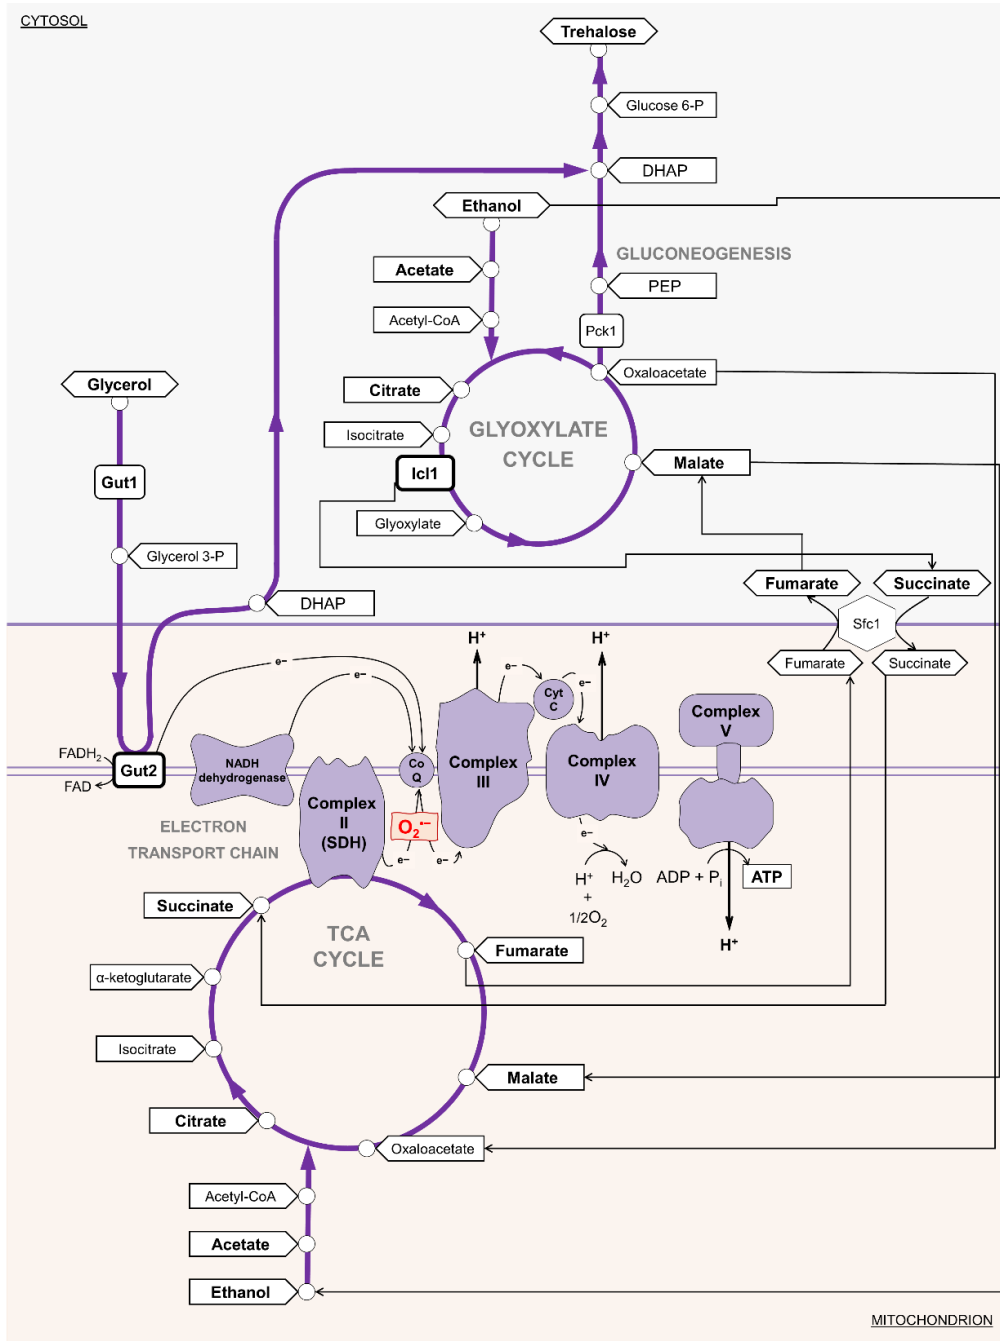 CYTOSOL
Trehalose
Glucose 6-P
DHAP
Ethanol
GLUCONEOGENESIS
Acetate
PEP
Acetyl-CoA
Pck1
Oxaloacetate
Glycerol
Citrate
GLYOXYLATE
CYCLE
Isocitrate
Malate
Icl1
Gut1
Glyoxylate
Glycerol 3-P
Fumarate
Succinate
DHAP
Sfc1
H+
H+
Fumarate
Succinate
e−
e−
e−
e−
Cyt
C
Complex
V
FADH2
FAD
Gut2
NADH
dehydrogenase
Co
Q
Complex
III
Complex
IV
Complex
II
(SDH)
O2•−
ELECTRON
TRANSPORT CHAIN
e−
e−
e−
H+
+
1/2O2
H2O
ADP + Pi
ATP
H+
Succinate
TCA
CYCLE
Fumarate
α-ketoglutarate
Isocitrate
Malate
Citrate
Oxaloacetate
Acetyl-CoA
Acetate
Ethanol
MITOCHONDRION